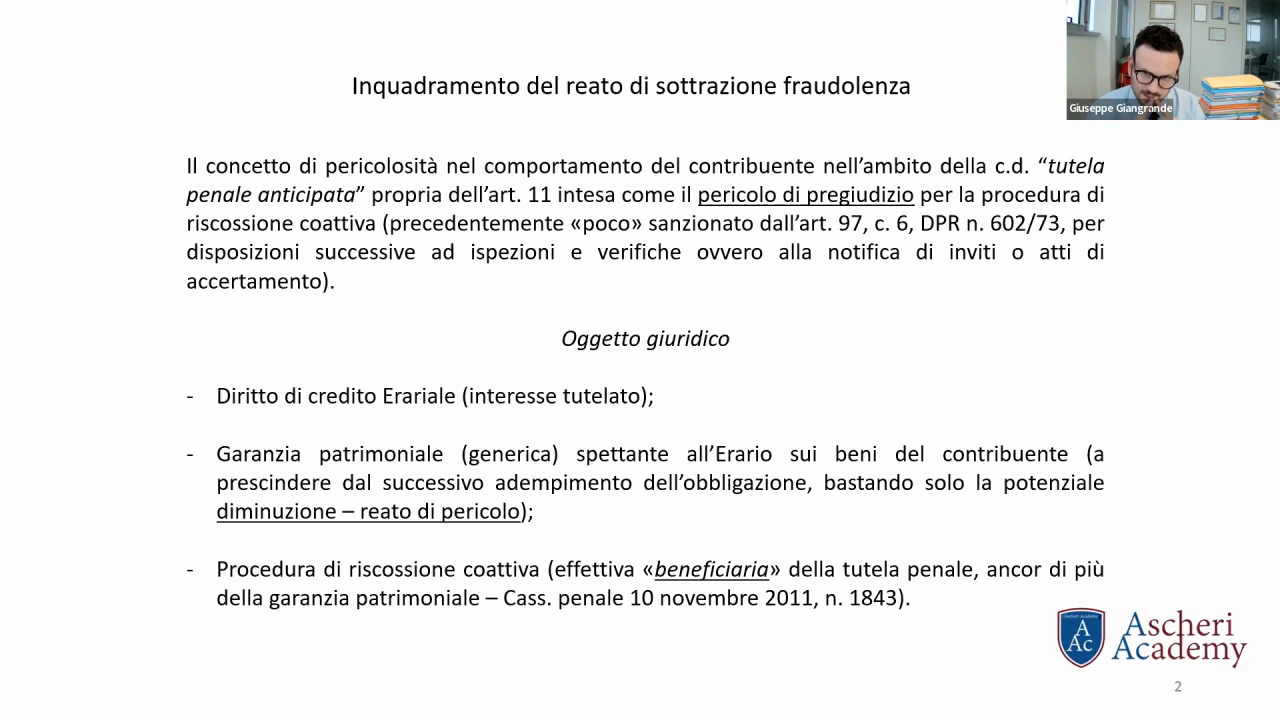 Inquadramento del reato di sottrazione fraudolenza
Giuseppe Giangrande
Il concetto di pericolosità nel comportamento del contribuente nell’ambito della c.d. “tutela
penale anticipata” propria dell’art. 11 intesa come il pericolo di pregiudizio per la procedura di
riscossione coattiva (precedentemente «poco» sanzionato dall’art. 97, c. 6, DPR n. 602/73, per
disposizioni successive ad ispezioni e verifiche ovvero alla notifica di inviti o atti di
accertamento).
Oggetto giuridico
- Diritto di credito Erariale (interesse tutelato);
- Garanzia patrimoniale (generica) spettante all’Erario sui beni del contribuente (a
prescindere dal successivo adempimento dell’obbligazione, bastando solo la potenziale
diminuzione – reato di pericolo);
- Procedura di riscossione coattiva (effettiva «beneficiaria» della tutela penale, ancor di più
della garanzia patrimoniale – Cass. penale 10 novembre 2011, n. 1843).
Ascheri Academy
A
Ac
Ascheri
Academy
2